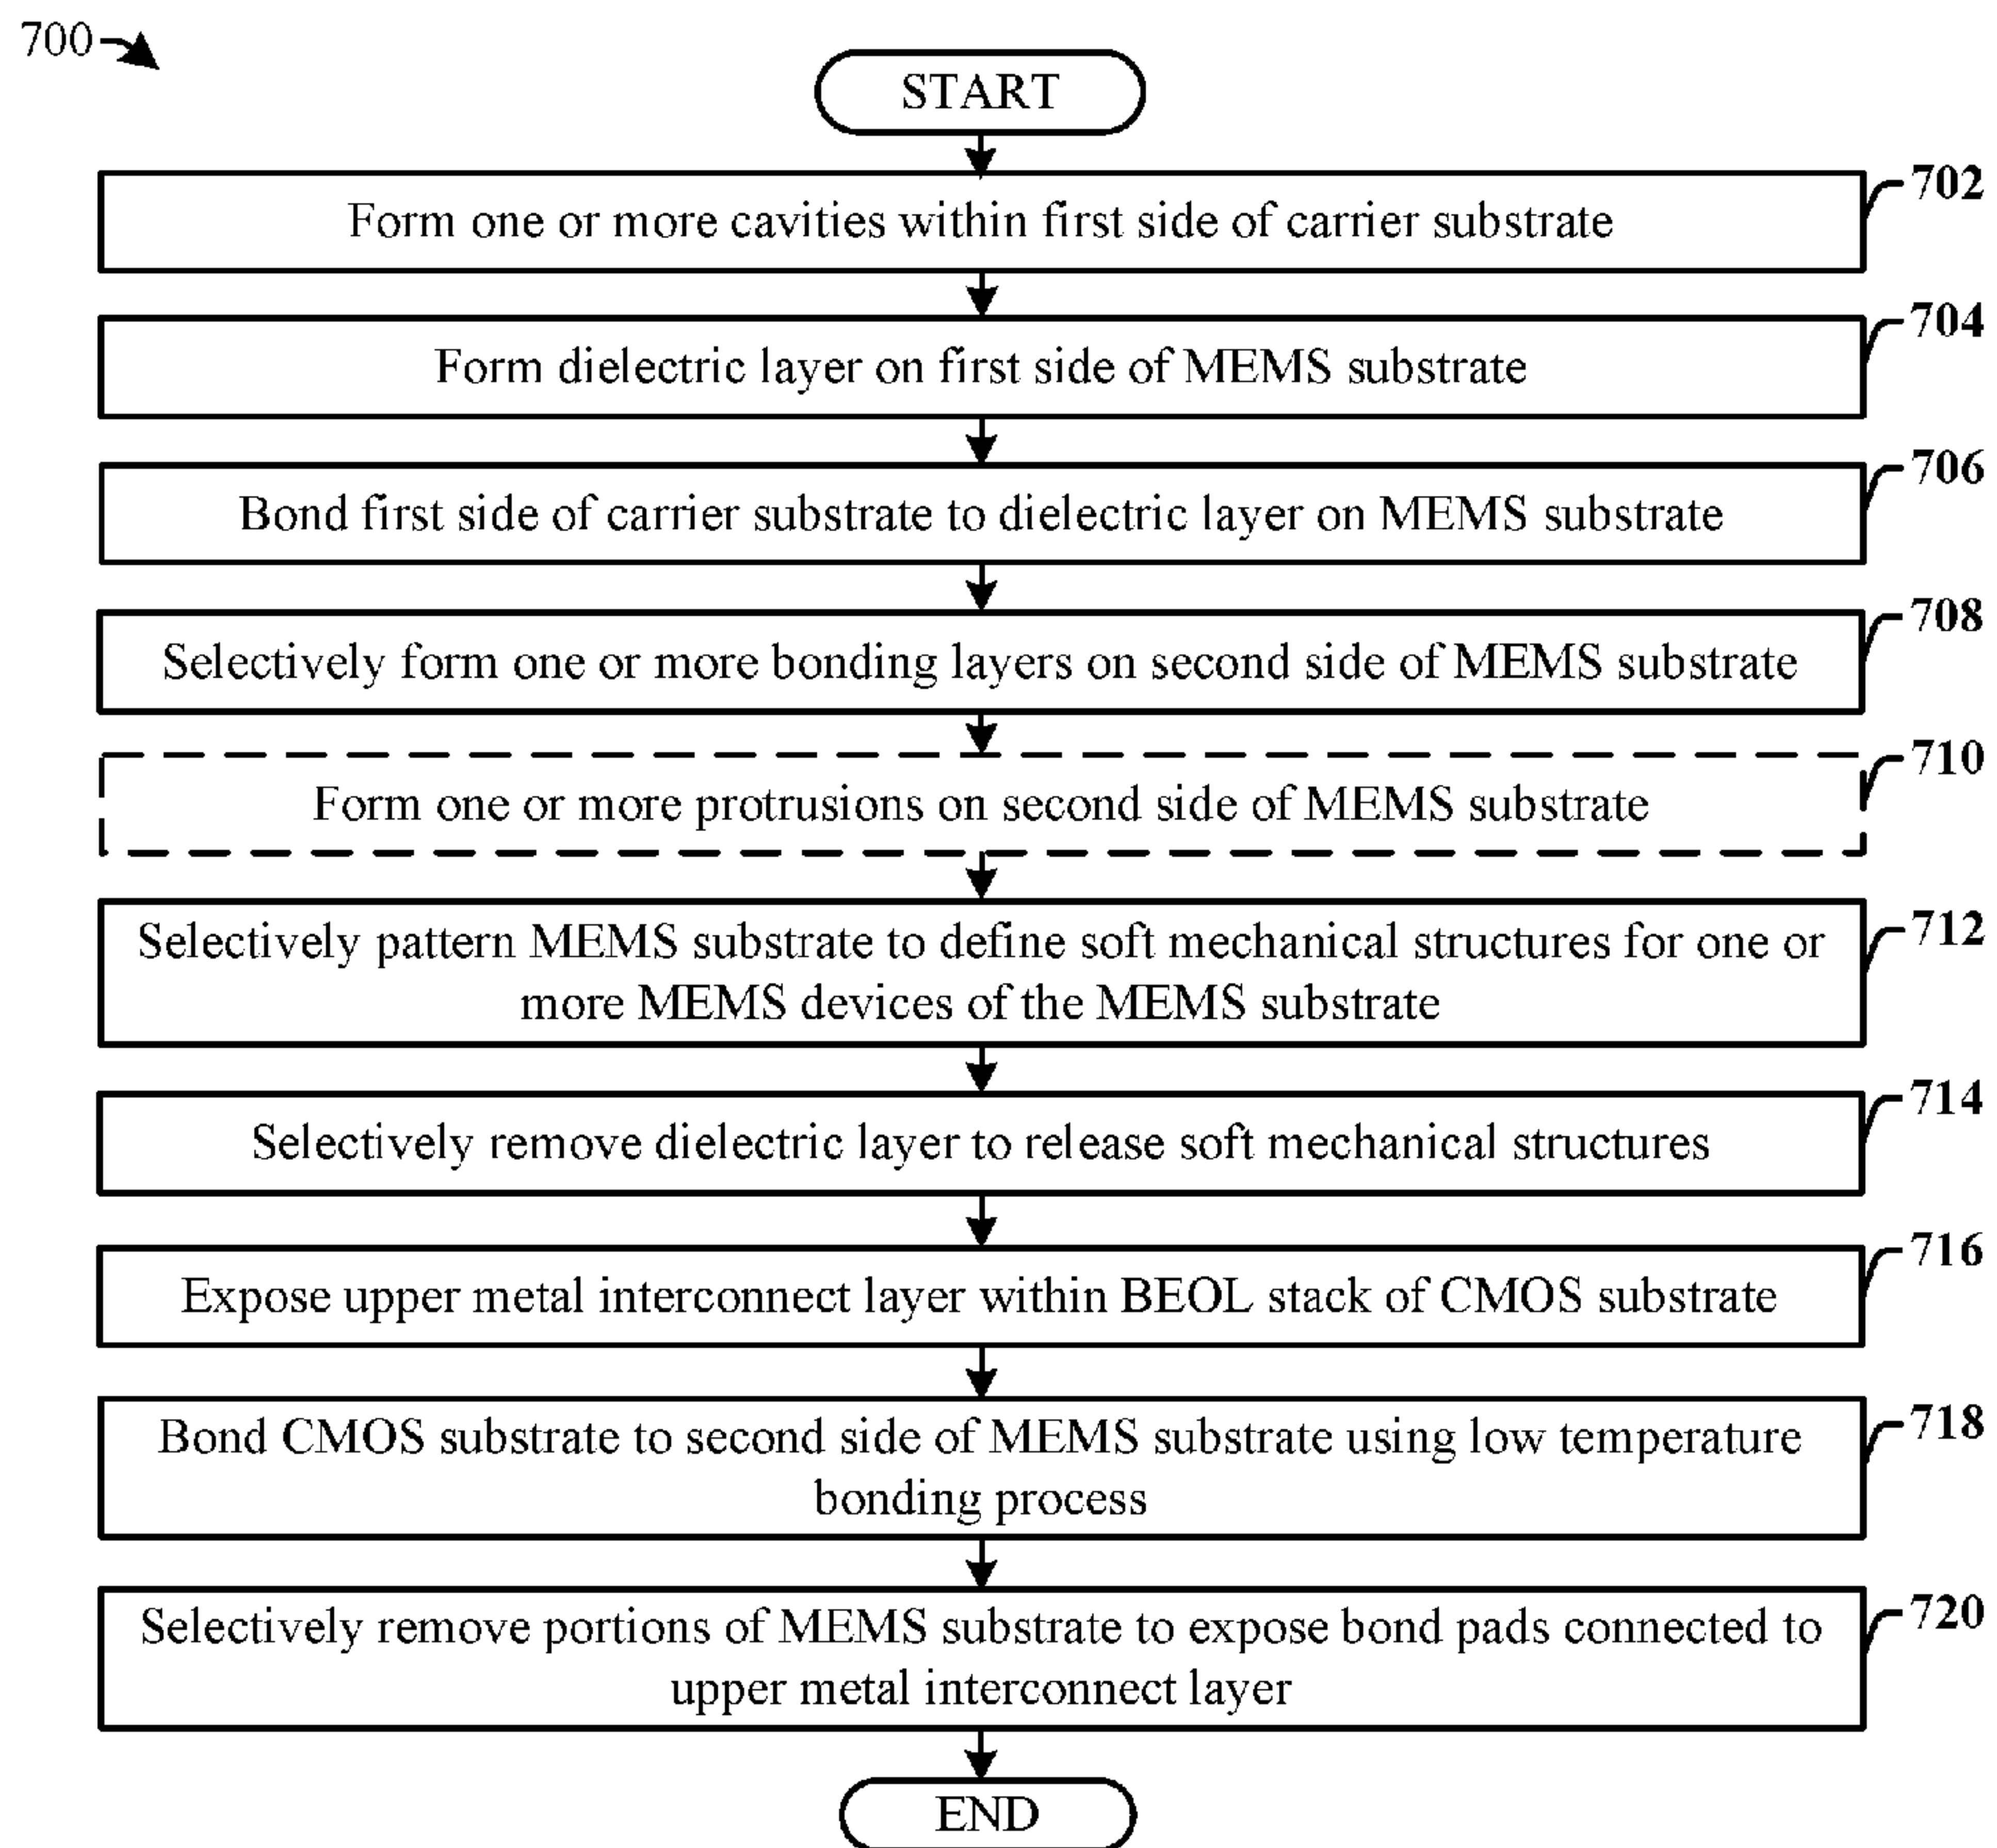 700
START
Form one or more cavities within first side of carrier substrate
702
Form dielectric layer on first side of MEMS substrate
704
Bond first side of carrier substrate to dielectric layer on MEMS substrate
706
Selectively form one or more bonding layers on second side of MEMS substrate
708
Form one or more protrusions on second side of MEMS substrate
710
Selectively pattern MEMS substrate to define soft mechanical structures for one or
more MEMS devices of the MEMS substrate
712
Selectively remove dielectric layer to release soft mechanical structures
714
Expose upper metal interconnect layer within BEOL stack of CMOS substrate
716
Bond CMOS substrate to second side of MEMS substrate using low temperature
bonding process
718
Selectively remove portions of MEMS substrate to expose bond pads connected to
upper metal interconnect layer
720
END